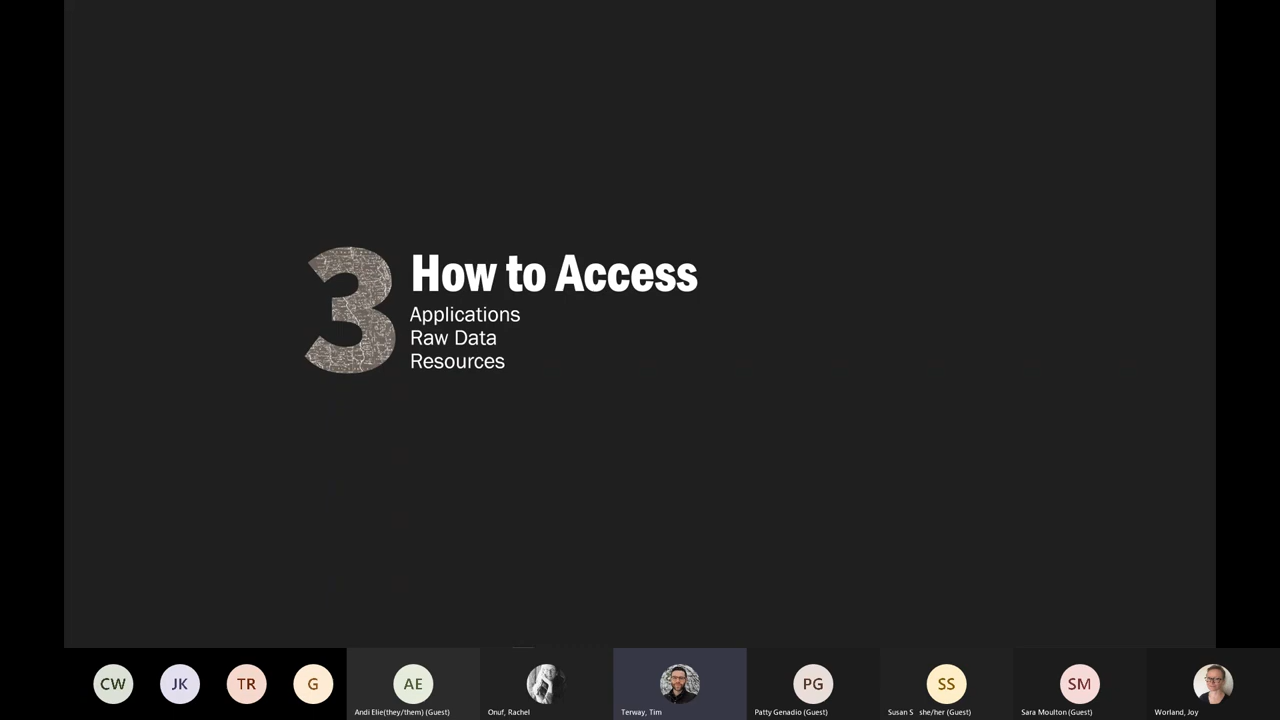 3
How to Access
Applications
Raw Data
Resources
CW
JK
TR
G
AE
PG
SS
SM
Andi Elie(they/them) (Guest)
Onuf, Rachel
Terway, Tim
Patty Genadio (Guest)
Susan S she/her (Guest)
Sara Moulton (Guest)
Worland, Joy